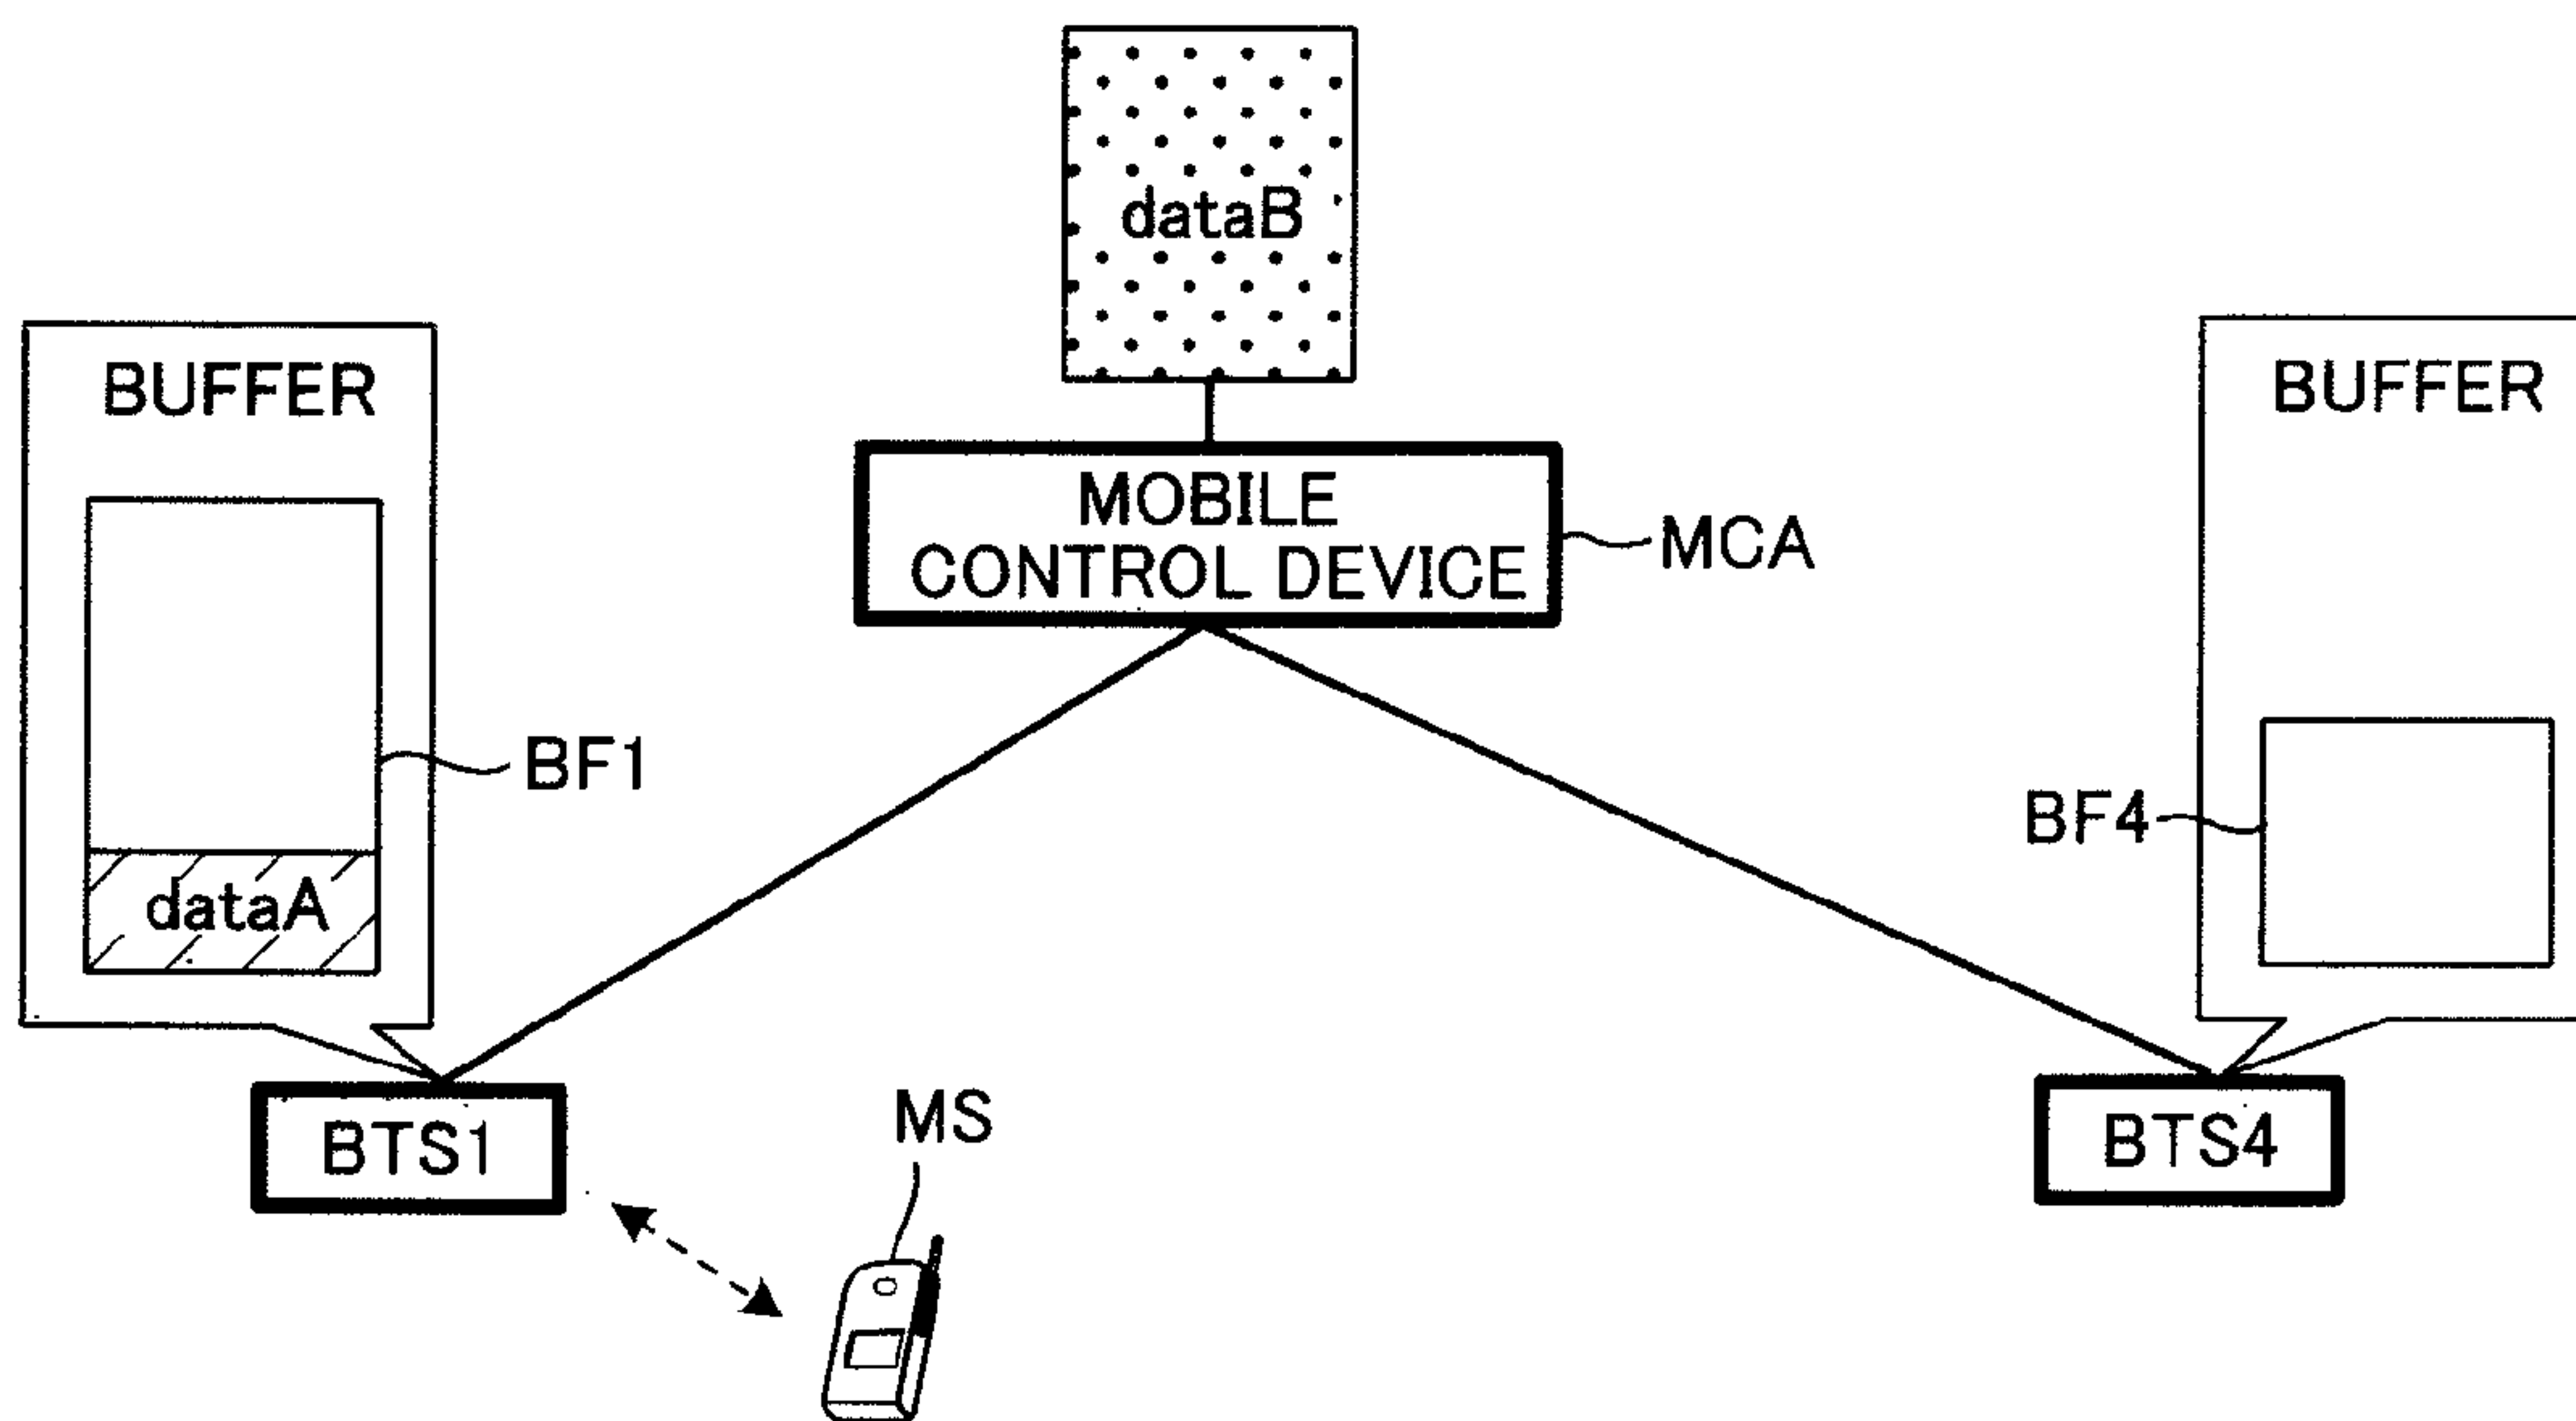 dataB
BUFFER
BUFFER
MOBILE
CONTROL DEVICE
MCA
BF1
BF4
dataA
MS
BTS1
BTS4